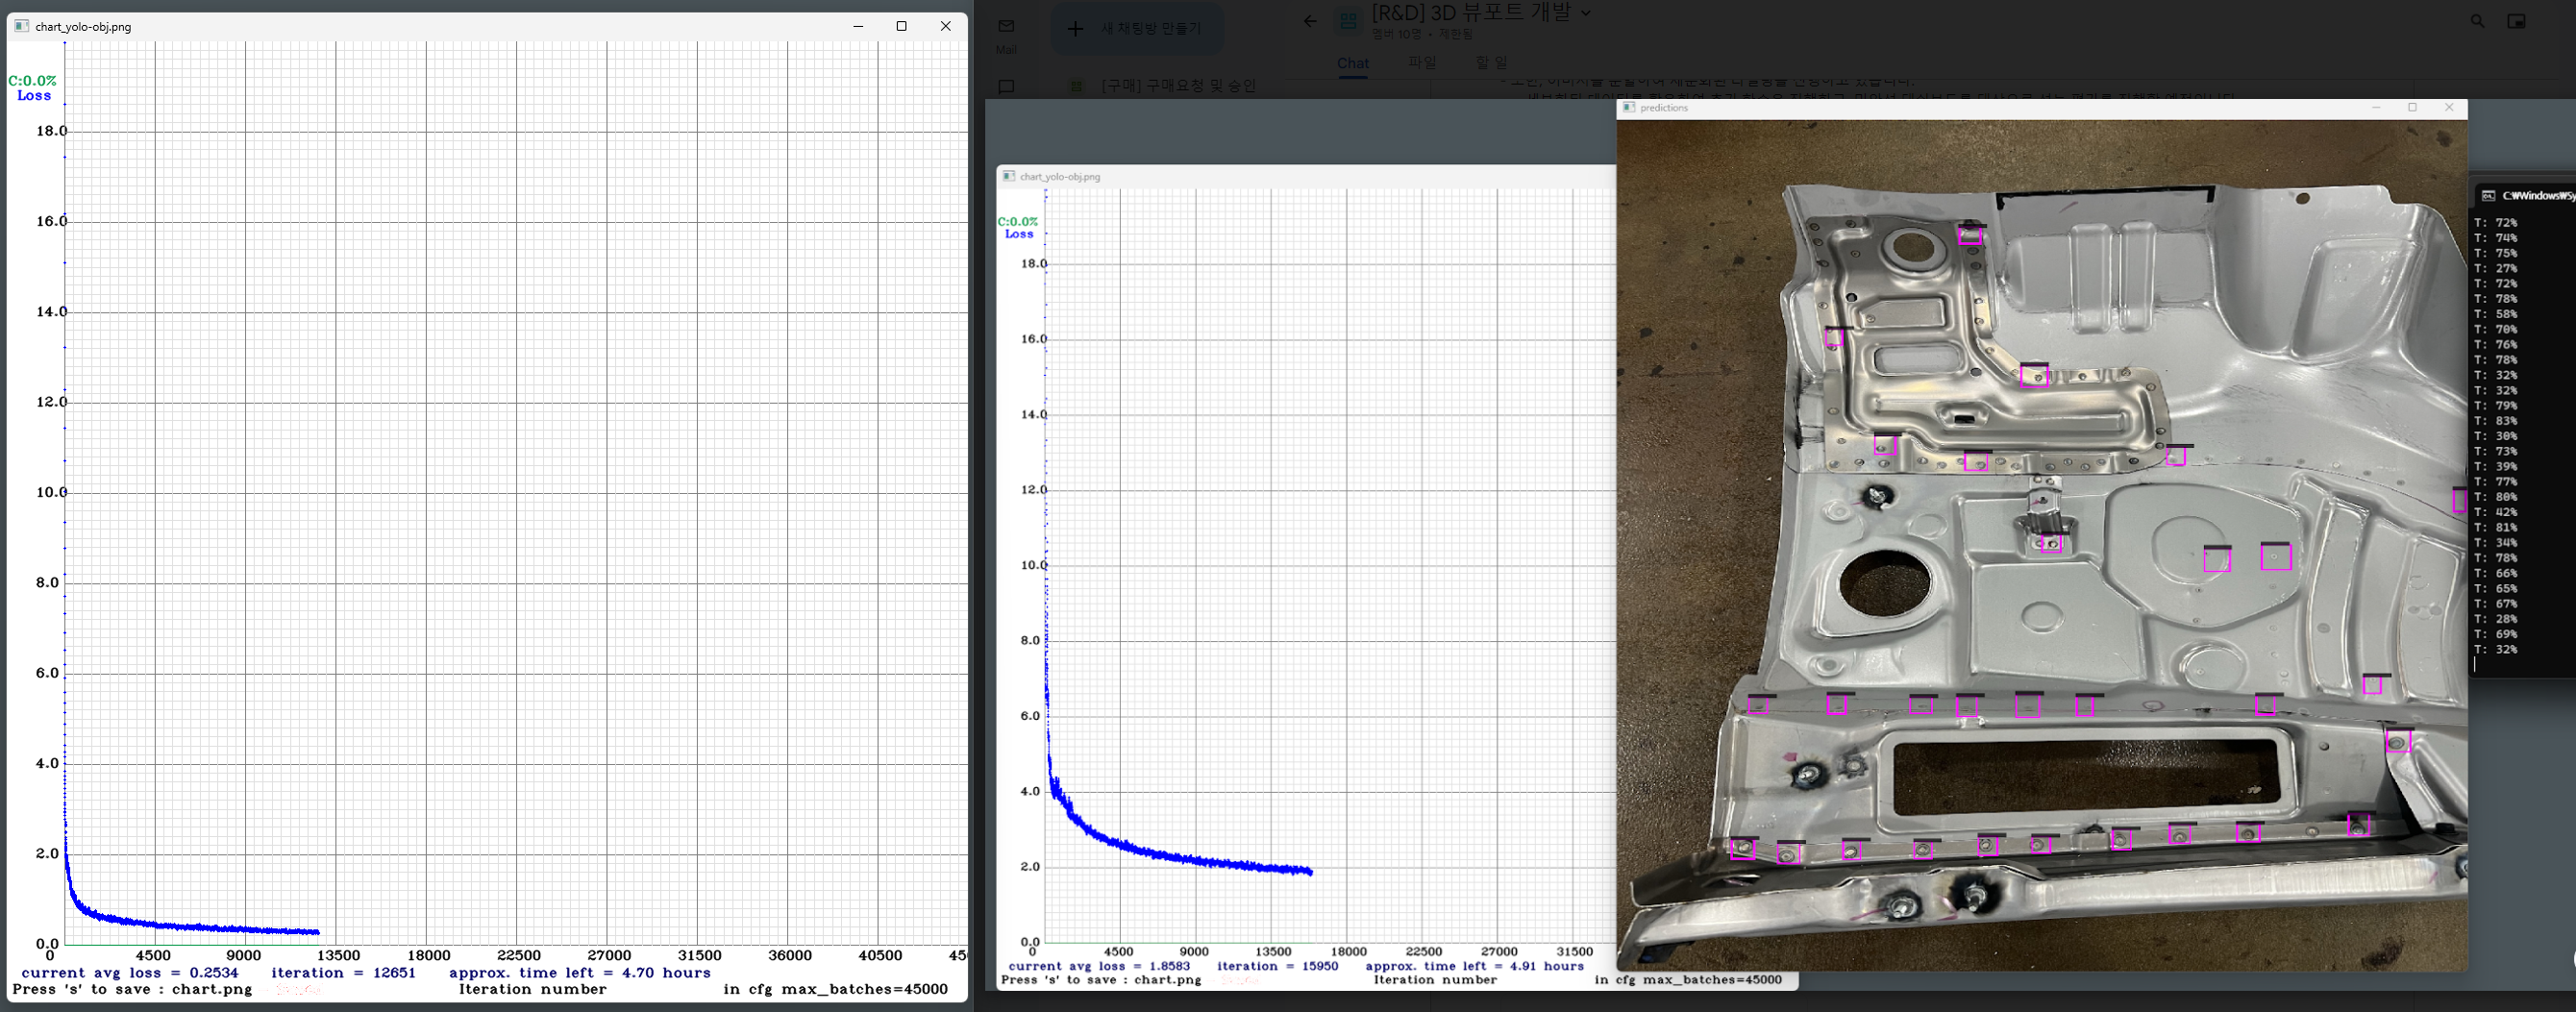 chart_yolo-obj.png
C:0.0%
Loss
18.0
16.0
14.0
12.0
10.0
8.0
6.0
4.0
2.0
0.0
0 4500 9000 13500 18000 22500 27000 31500 36000 40500 45
current avg loss = 0.2534 iteration = 12651 approx. time left = 4.70 hours
Press 's' to save : chart.png Iteration number in cfg max_batches=45000
Mail
새 채팅방 만들기
[구매] 구매요청 및 승인
[R&D] 3D 뷰포트 개발
멤버 10명 • 제한됨
Chat 파일 할 일
chart_yolo-obj.png
C:0.0%
Loss
18.0
16.0
14.0
12.0
10.0
8.0
6.0
4.0
2.0
0.0
0 4500 9000 13500 18000 22500 27000 31500
current avg loss = 1.8583 iteration = 15950 approx. time left = 4.91 hours
Press 's' to save : chart.png Iteration number in cfg max_batches=45000
predictions
C:₩Windows₩Sy
T: 72%
T: 74%
T: 75%
T: 27%
T: 72%
T: 78%
T: 58%
T: 70%
T: 76%
T: 78%
T: 32%
T: 32%
T: 79%
T: 83%
T: 30%
T: 73%
T: 39%
T: 77%
T: 80%
T: 42%
T: 81%
T: 34%
T: 78%
T: 66%
T: 65%
T: 67%
T: 28%
T: 69%
T: 32%